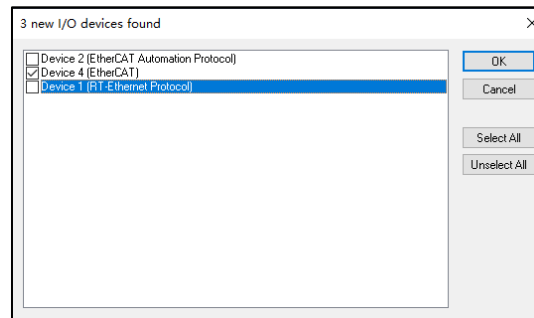 3 new I/O devices found
Device 2 (EtherCAT Automation Protocol)
Device 4 (EtherCAT)
Device 1 (RT-Ethernet Protocol)
OK
Cancel
Select All
Unselect All